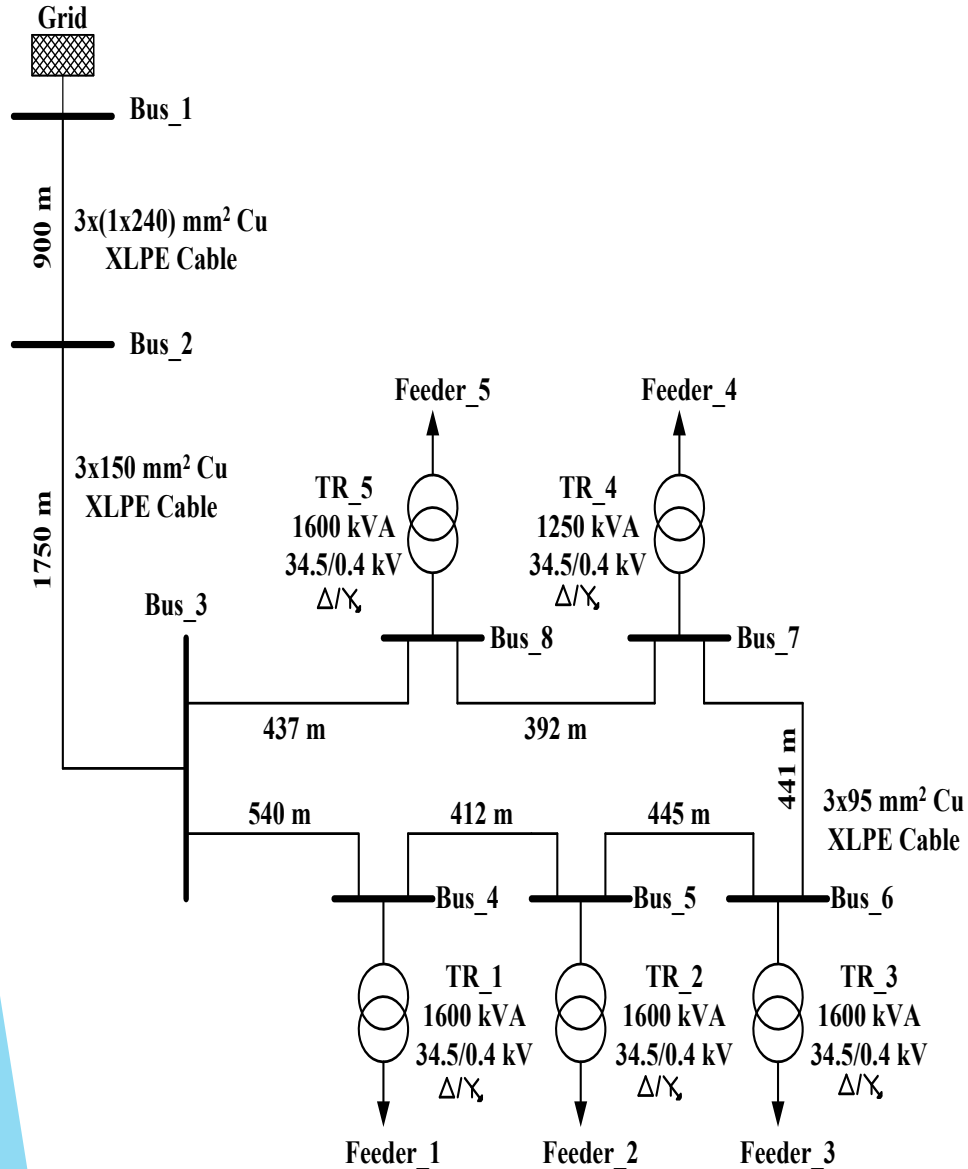 Grid
Bus_1
900 m
3x(1x240) mm² Cu
XLPE Cable
Bus_2
1750 m
3x150 mm² Cu
XLPE Cable
Feeder_5
Feeder_4
TR_5
1600 kVA
34.5/0.4 kV
Δ/Y
TR_4
1250 kVA
34.5/0.4 kV
Δ/Y
Bus_3
Bus_8
Bus_7
437 m
392 m
441 m
3x95 mm² Cu
XLPE Cable
540 m
412 m
445 m
Bus_4
Bus_5
Bus_6
TR_1
1600 kVA
34.5/0.4 kV
Δ/Y
TR_2
1600 kVA
34.5/0.4 kV
Δ/Y
TR_3
1600 kVA
34.5/0.4 kV
Δ/Y
Feeder_1
Feeder_2
Feeder_3